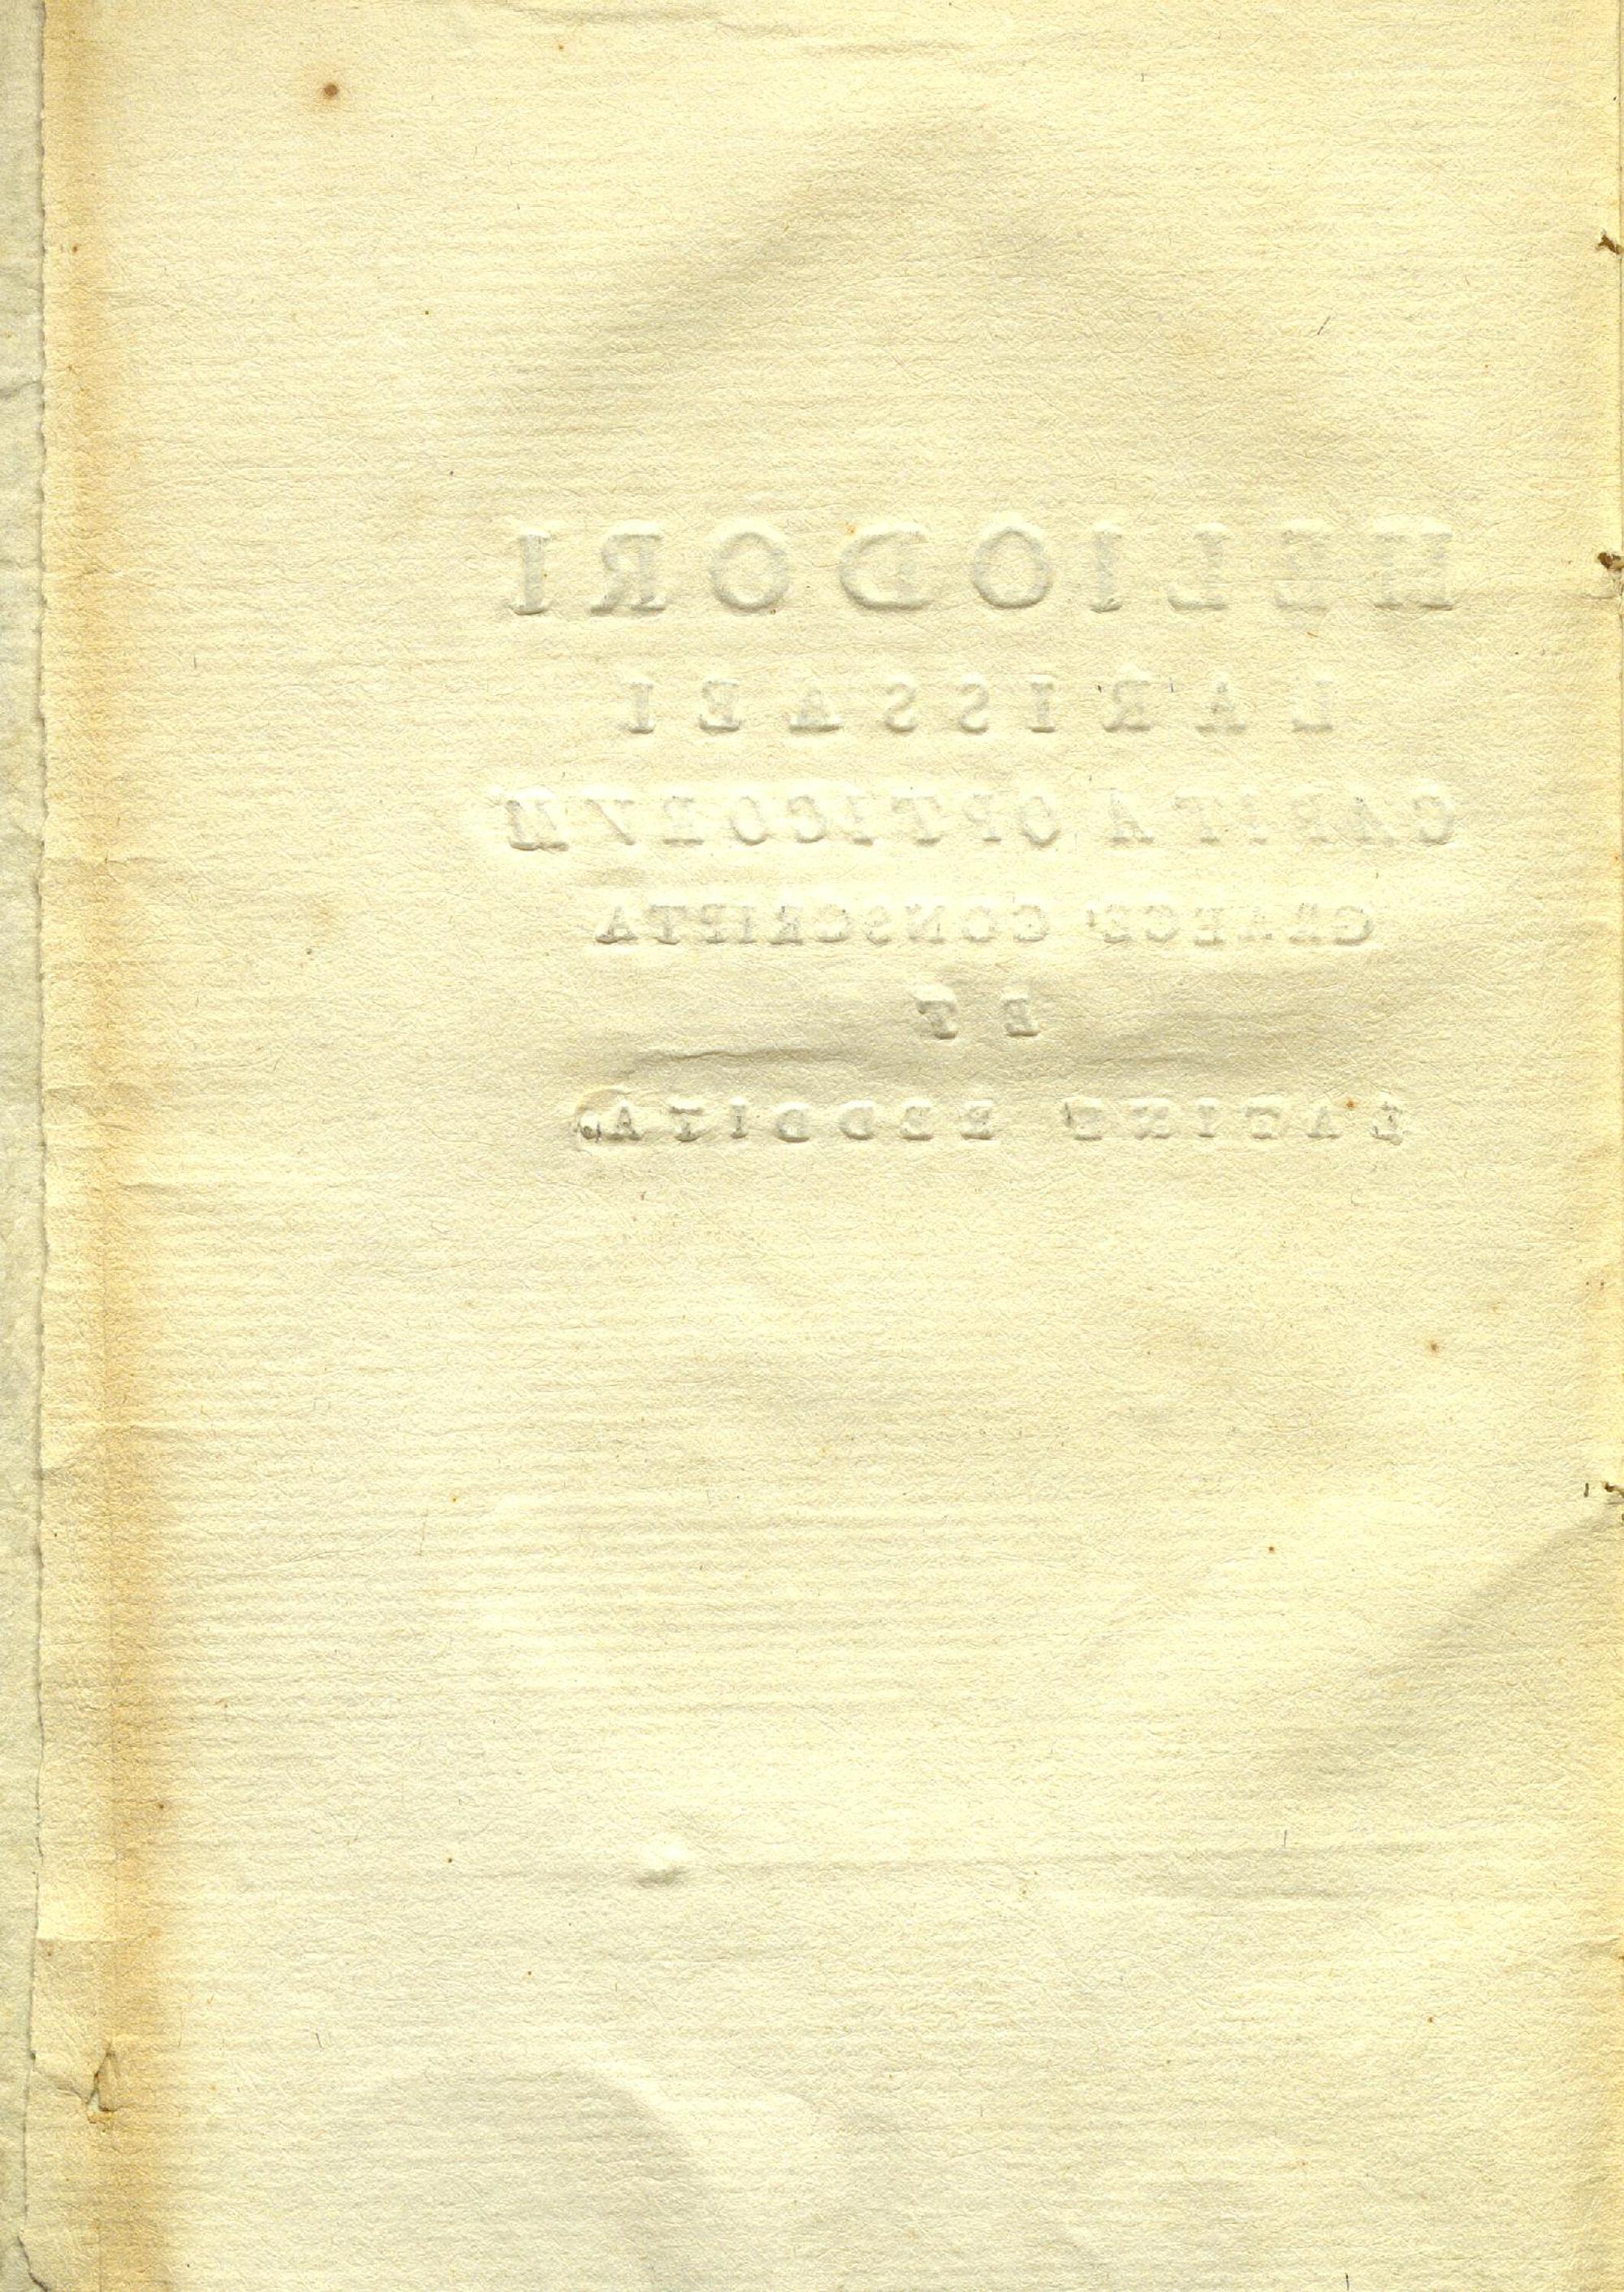 HELIODORI
LARISSAEI
CAPITA OPTICORVM
GRAECE' CONSCRIPTA
ET
LATINE' REDDITA.